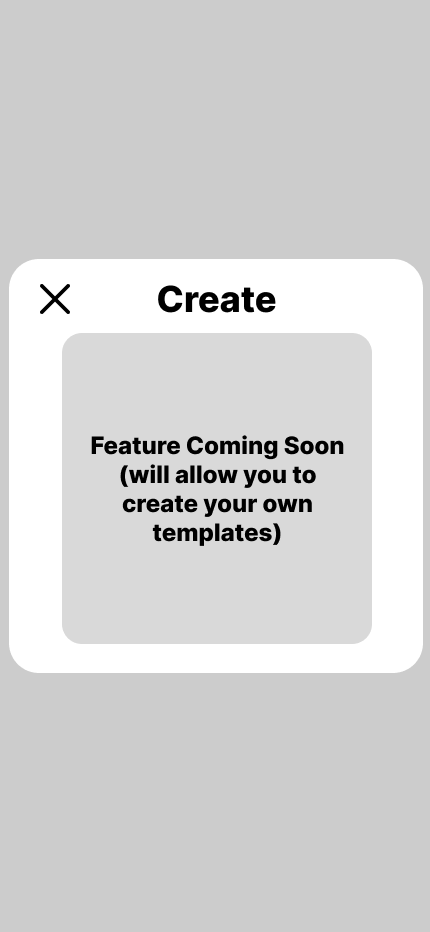 Create
Feature Coming Soon
(will allow you to
create your own
templates)